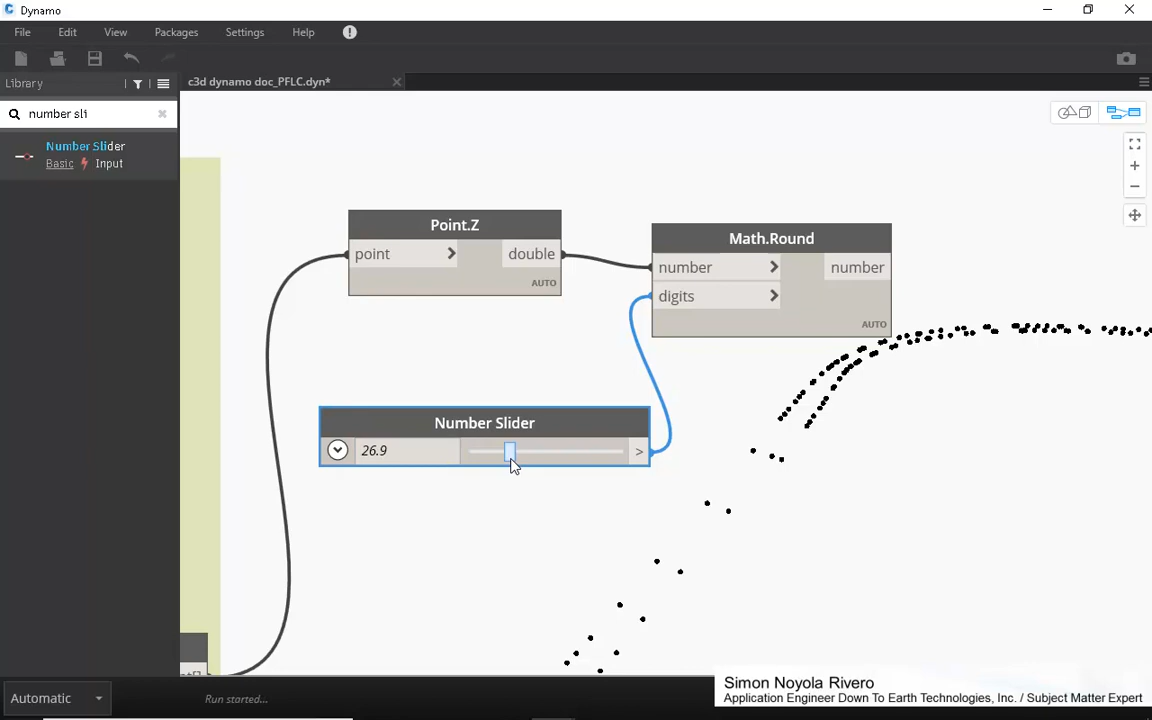 Dynamo
File Edit View Packages Settings Help
Library
c3d dynamo doc_PFLC.dyn*
number sli
Number Slider
Basic Input
Point.Z
point > double
AUTO
Math.Round
number > number
digits >
AUTO
Number Slider
26.9 >
Automatic
Run started...
Simon Noyola Rivero
Application Engineer Down To Earth Technologies, Inc. / Subject Matter Expert